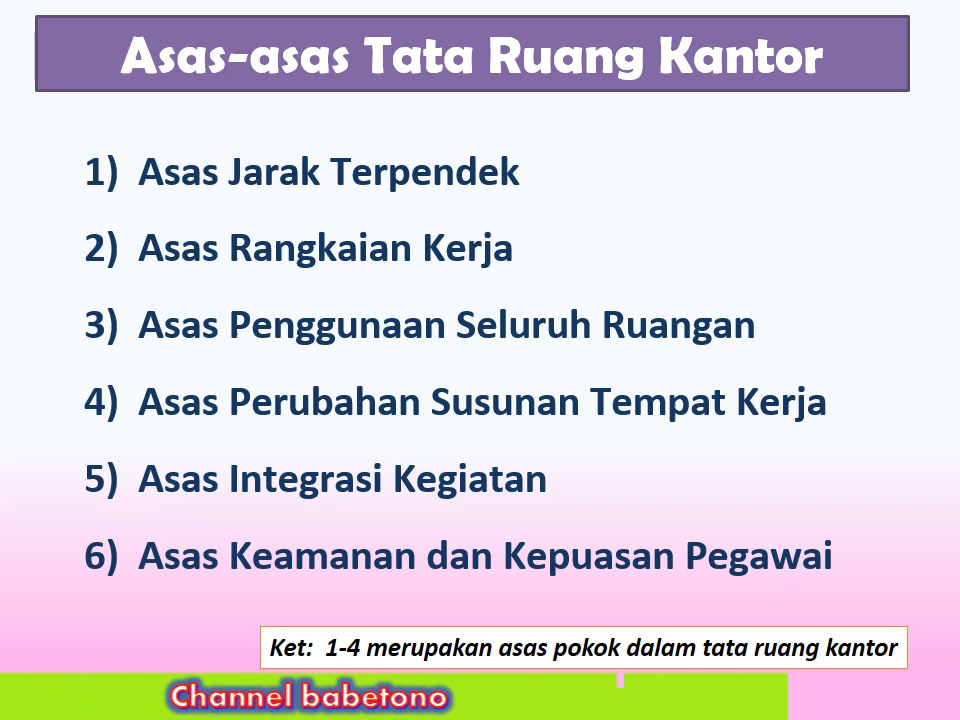 Asas-asas Tata Ruang Kantor
1) Asas Jarak Terpendek
2) Asas Rangkaian Kerja
3) Asas Penggunaan Seluruh Ruangan
4) Asas Perubahan Susunan Tempat Kerja
5) Asas Integrasi Kegiatan
6) Asas Keamanan dan Kepuasan Pegawai
Ket: 1-4 merupakan asas pokok dalam tata ruang kantor
Channel babetono